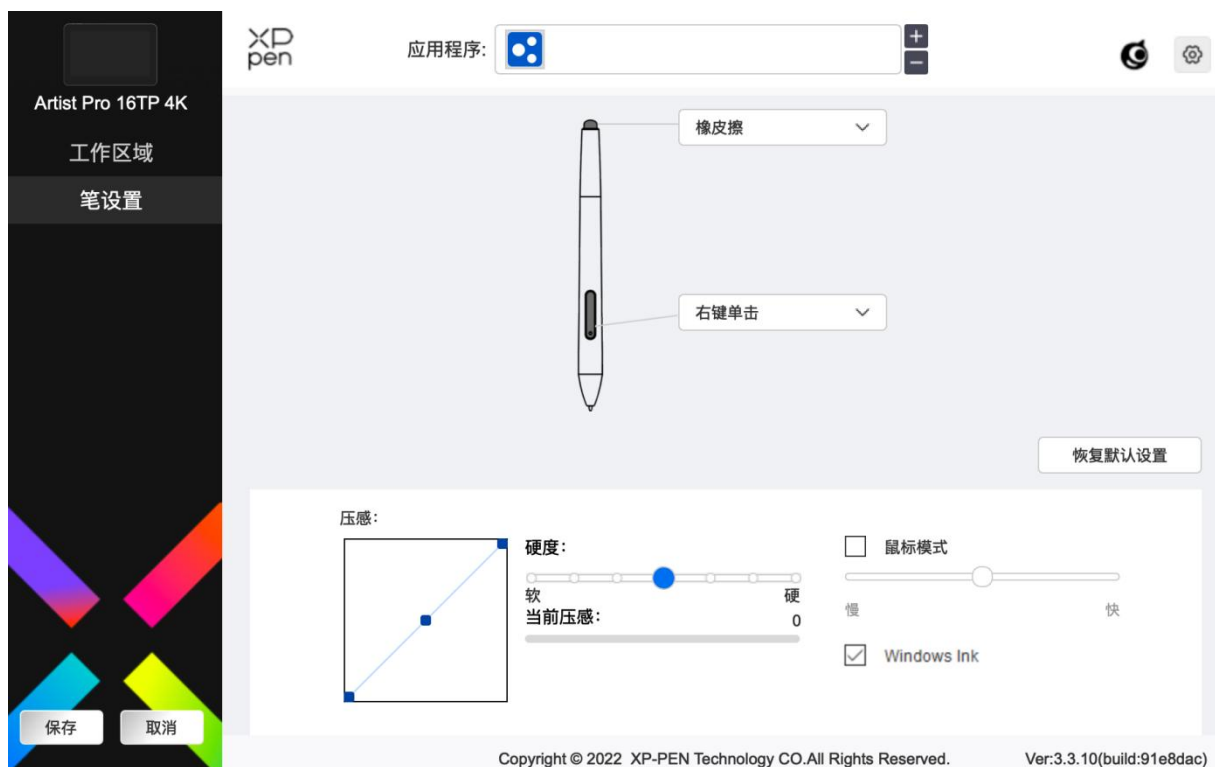 XP
pen
应用程序:
+
−
Artist Pro 16TP 4K
工作区域
笔设置
橡皮擦
右键单击
恢复默认设置
压感:
硬度:
软
硬
当前压感:
0
鼠标模式
慢
快
Windows Ink
保存
取消
Copyright © 2022 XP-PEN Technology CO.All Rights Reserved.
Ver:3.3.10(build:91e8dac)